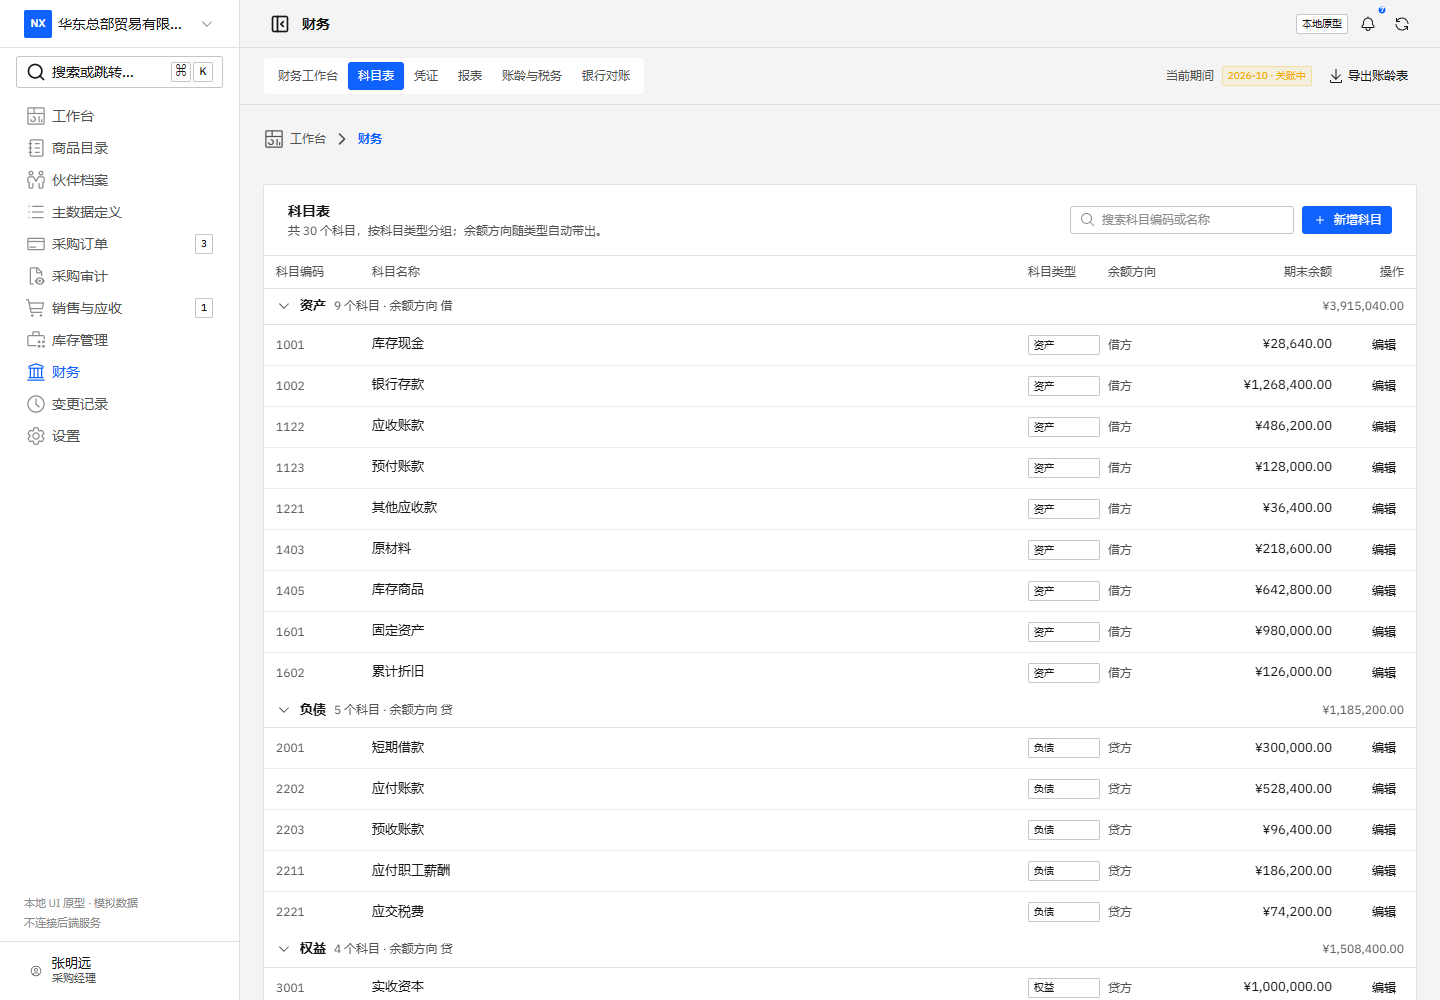 NX 华东总部贸易有限...
搜索或跳转... ⌘ K
工作台
商品目录
伙伴档案
主数据定义
采购订单 3
采购审计
销售与应收 1
库存管理
财务
变更记录
设置
本地 UI 原型 · 模拟数据
不连接后端服务
张明远
采购经理
财务
本地原型 ?
财务工作台 科目表 凭证 报表 账龄与税务 银行对账
当前期间 2026-10 · 关账中 导出账龄表
工作台 财务
科目表
共 30 个科目，按科目类型分组；余额方向随类型自动带出。
搜索科目编码或名称
新增科目
科目编码 科目名称 科目类型 余额方向 期末余额 操作
资产 9 个科目 · 余额方向 借 ¥3,915,040.00
1001 库存现金 资产 借方 ¥28,640.00 编辑
1002 银行存款 资产 借方 ¥1,268,400.00 编辑
1122 应收账款 资产 借方 ¥486,200.00 编辑
1123 预付账款 资产 借方 ¥128,000.00 编辑
1221 其他应收款 资产 借方 ¥36,400.00 编辑
1403 原材料 资产 借方 ¥218,600.00 编辑
1405 库存商品 资产 借方 ¥642,800.00 编辑
1601 固定资产 资产 借方 ¥980,000.00 编辑
1602 累计折旧 资产 借方 ¥126,000.00 编辑
负债 5 个科目 · 余额方向 贷 ¥1,185,200.00
2001 短期借款 负债 贷方 ¥300,000.00 编辑
2202 应付账款 负债 贷方 ¥528,400.00 编辑
2203 预收账款 负债 贷方 ¥96,400.00 编辑
2211 应付职工薪酬 负债 贷方 ¥186,200.00 编辑
2221 应交税费 负债 贷方 ¥74,200.00 编辑
权益 4 个科目 · 余额方向 贷 ¥1,508,400.00
3001 实收资本 权益 贷方 ¥1,000,000.00 编辑